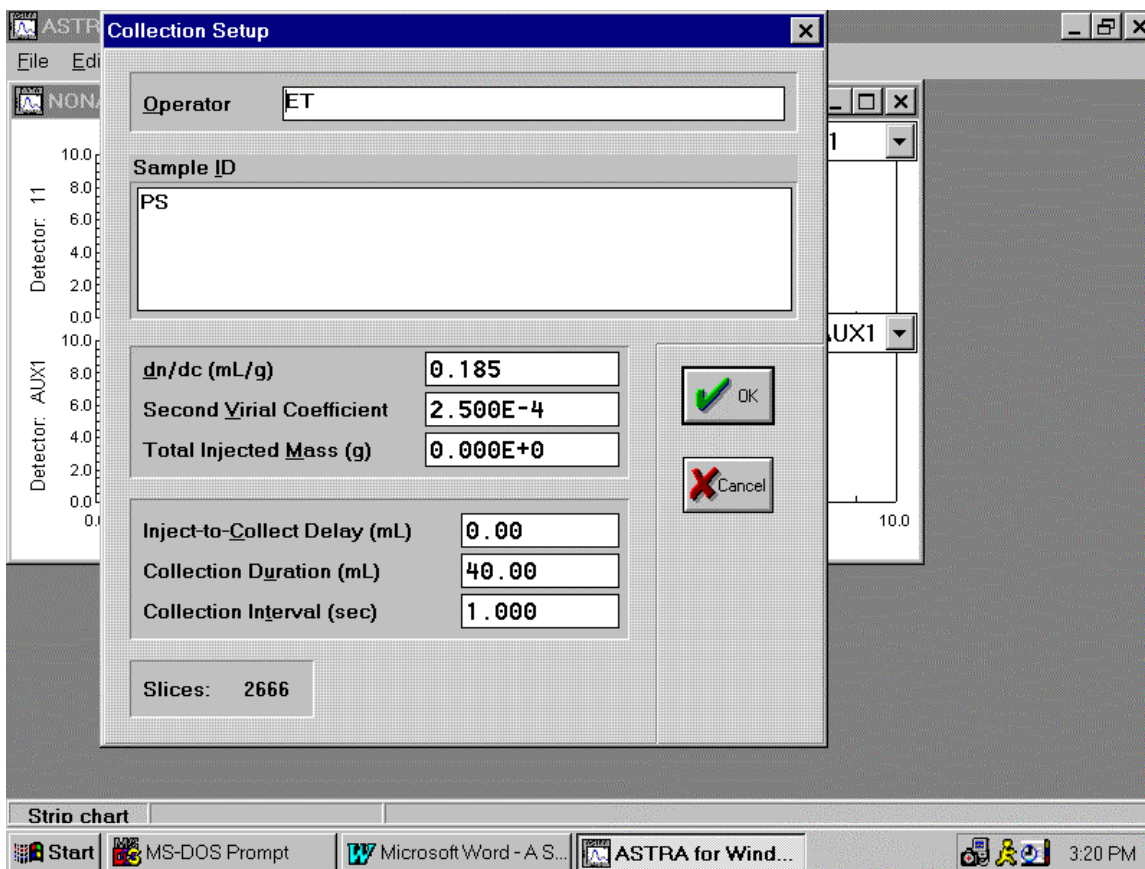 ASTR
Collection Setup
File Edi
NONA
Operator ET
Sample ID
PS
1
10.0
8.0
6.0
4.0
2.0
0.0
Detector: 11
AUX1
10.0
8.0
6.0
4.0
2.0
0.0
Detector: AUX1
0.
10.0
dn/dc (mL/g) 0.185
Second Virial Coefficient 2.500E-4
Total Injected Mass (g) 0.000E+0
OK
Cancel
Inject-to-Collect Delay (mL) 0.00
Collection Duration (mL) 40.00
Collection Interval (sec) 1.000
Slices: 2666
Strip chart
Start MS-DOS Prompt Microsoft Word - A S... ASTRA for Wind... 3:20 PM